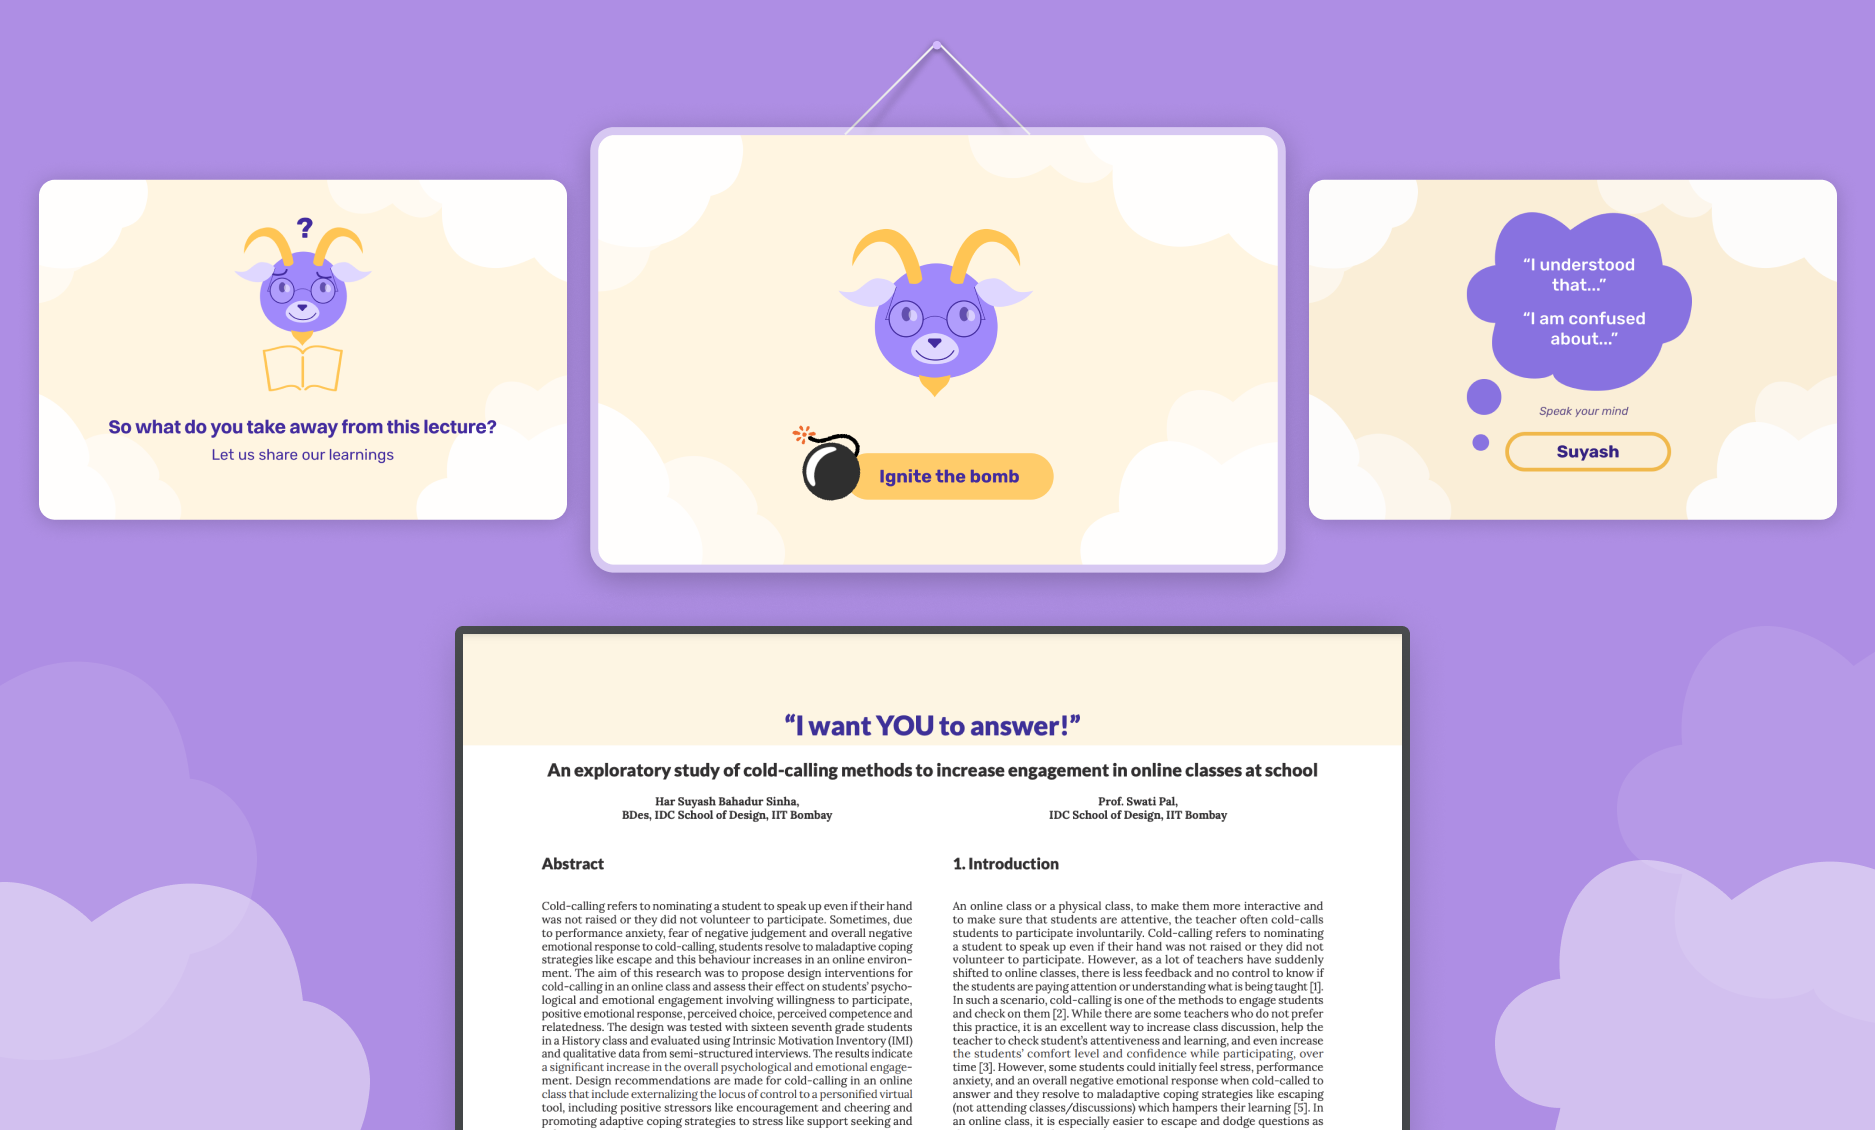 ?
So what do you take away from this lecture?
Let us share our learnings
Ignite the bomb
“I understood
that...”
“I am confused
about...”
Speak your mind
Suyash
“I want YOU to answer!”
An exploratory study of cold-calling methods to increase engagement in online classes at school
Har Suyash Bahadur Sinha,
BDes, IDC School of Design, IIT Bombay
Prof. Swati Pal,
IDC School of Design, IIT Bombay
Abstract
Cold-calling refers to nominating a student to speak up even if their hand
was not raised or they did not volunteer to participate. Sometimes, due
to performance anxiety, fear of negative judgement and overall negative
emotional response to cold-calling, students resolve to maladaptive coping
strategies like escape and this behaviour increases in an online environ-
ment. The aim of this research was to propose design interventions for
cold-calling in an online class and assess their effect on students’ psycho-
logical and emotional engagement involving willingness to participate,
positive emotional response, perceived choice, perceived competence and
relatedness. The design was tested with sixteen seventh grade students
in a History class and evaluated using Intrinsic Motivation Inventory (IMI)
and qualitative data from semi-structured interviews. The results indicate
a significant increase in the overall psychological and emotional engage-
ment. Design recommendations are made for cold-calling in an online
class that include externalizing the locus of control to a personified virtual
tool, including positive stressors like encouragement and cheering and
promoting adaptive coping strategies to stress like support seeking and
1. Introduction
An online class or a physical class, to make them more interactive and
to make sure that students are attentive, the teacher often cold-calls
students to participate involuntarily. Cold-calling refers to nominating
a student to speak up even if their hand was not raised or they did not
volunteer to participate. However, as a lot of teachers have suddenly
shifted to online classes, there is less feedback and no control to know if
the students are paying attention or understanding what is being taught [1].
In such a scenario, cold-calling is one of the methods to engage students
and check on them [2]. While there are some teachers who do not prefer
this practice, it is an excellent way to increase class discussion, help the
teacher to check student’s attentiveness and learning, and even increase
the students’ comfort level and confidence while participating, over
time [3]. However, some students could initially feel stress, performance
anxiety, and an overall negative emotional response when cold-called to
answer and they resolve to maladaptive coping strategies like escaping
(not attending classes/discussions) which hampers their learning [5]. In
an online class, it is especially easier to escape and dodge questions as